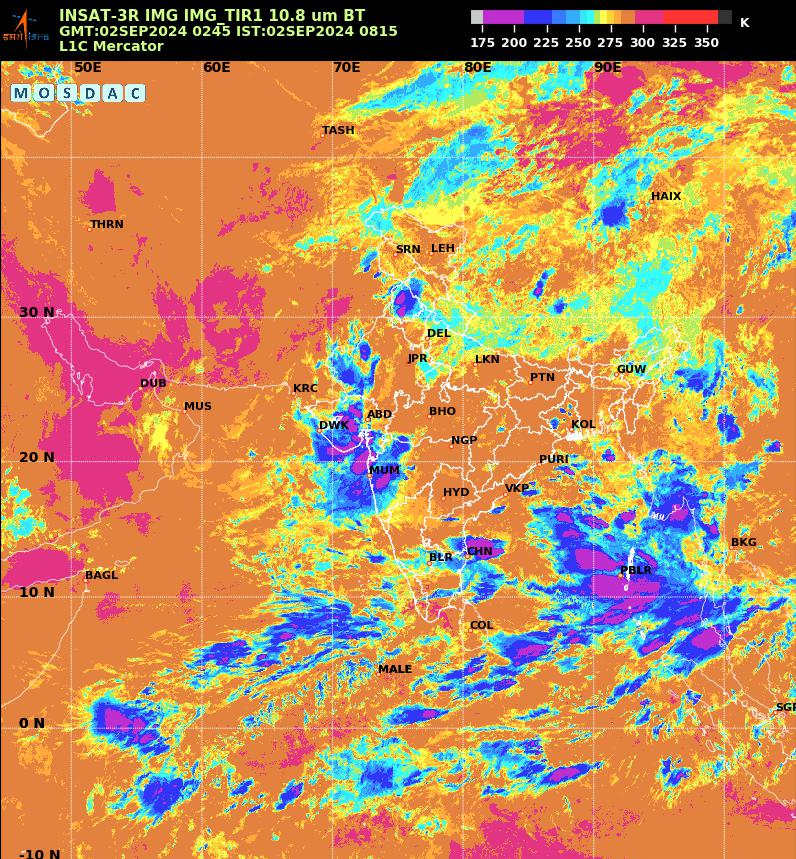 INSAT-3R IMG IMG_TIR1 10.8 um BT
GMT:02SEP2024 0245 IST:02SEP2024 0815
L1C Mercator
175 200 225 250 275 300 325 350 K
50E 60E 70E 80E 90E
MOSDAC
TASH
HAIX
THRN
SRN LEH
30 N
DEL
JPR LKN
GUW
PTN
DUB
KRC
MUS
ABD BHO
DWK KOL
NGP
20 N
PURI
MUM
HYD VKP
BKG
CHN
BLR
PBLR
BAGL
10 N
COL
MALE
SGP
0 N
-10 N